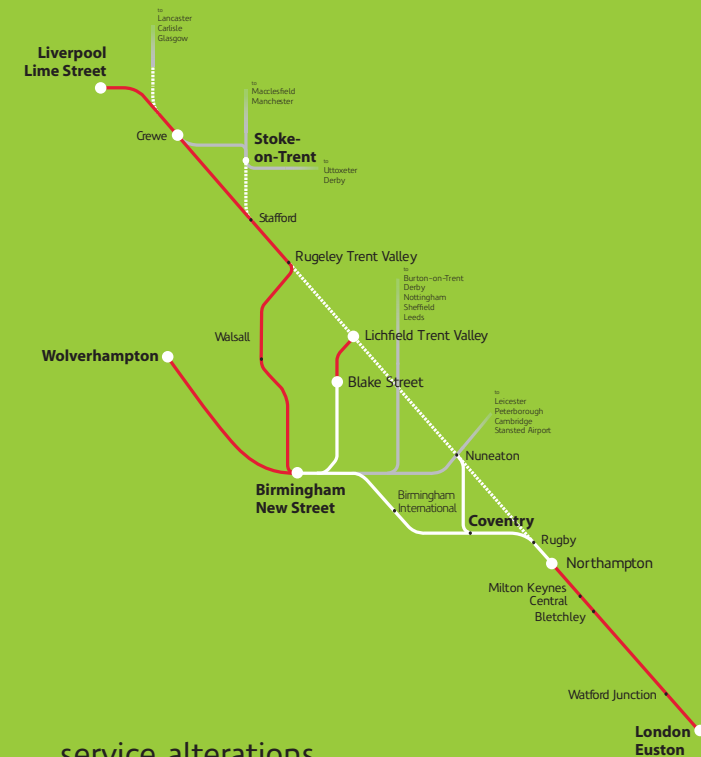 to
Lancaster
Carlisle
Glasgow
Liverpool
Lime Street
to
Macclesfield
Manchester
Crewe
Stoke-
on-Trent
to
Uttoxeter
Derby
Stafford
Rugeley Trent Valley
to
Burton-on-Trent
Derby
Nottingham
Sheffield
Leeds
Walsall
Lichfield Trent Valley
Wolverhampton
Blake Street
to
Leicester
Peterborough
Cambridge
Stansted Airport
Nuneaton
Birmingham
New Street
Birmingham
International
Coventry
Rugby
Northampton
Milton Keynes
Central
Bletchley
Watford Junction
London
Euston
service alterations